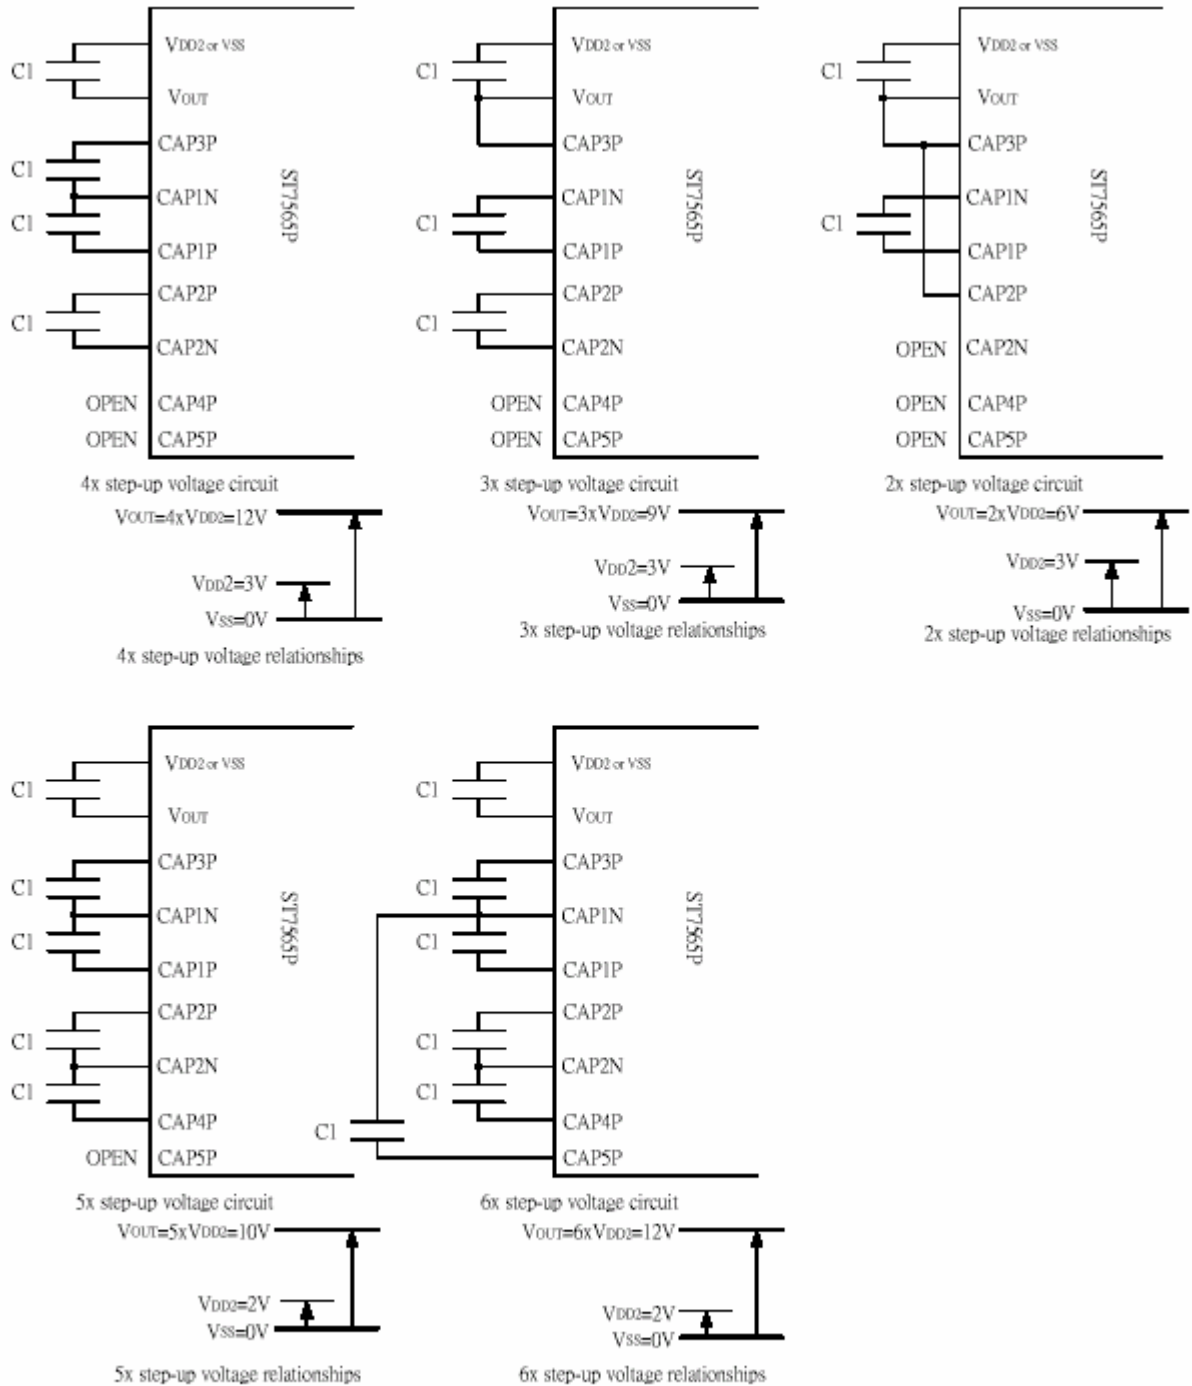 VDD2 or VSS
C1
VOUT
CAP3P
C1
CAP1N
C1
CAP1P
CAP2P
C1
CAP2N
OPEN CAP4P
OPEN CAP5P
ST7565P
4x step-up voltage circuit
VOUT=4xVDD2=12V
VDD2=3V
VSS=0V
4x step-up voltage relationships
VDD2 or VSS
C1
VOUT
CAP3P
CAP1N
C1
CAP1P
CAP2P
C1
CAP2N
OPEN CAP4P
OPEN CAP5P
ST7565P
3x step-up voltage circuit
VOUT=3xVDD2=9V
VDD2=3V
VSS=0V
3x step-up voltage relationships
VDD2 or VSS
C1
VOUT
CAP3P
CAP1N
C1
CAP1P
CAP2P
OPEN CAP2N
OPEN CAP4P
OPEN CAP5P
ST7565P
2x step-up voltage circuit
VOUT=2xVDD2=6V
VDD2=3V
VSS=0V
2x step-up voltage relationships
VDD2 or VSS
C1
VOUT
CAP3P
C1
CAP1N
C1
CAP1P
CAP2P
C1
CAP2N
C1
CAP4P
OPEN CAP5P
ST7565P
5x step-up voltage circuit
VOUT=5xVDD2=10V
VDD2=2V
VSS=0V
5x step-up voltage relationships
VDD2 or VSS
C1
VOUT
CAP3P
C1
CAP1N
C1
CAP1P
CAP2P
C1
CAP2N
C1
CAP4P
C1
CAP5P
ST7565P
6x step-up voltage circuit
VOUT=6xVDD2=12V
VDD2=2V
VSS=0V
6x step-up voltage relationships